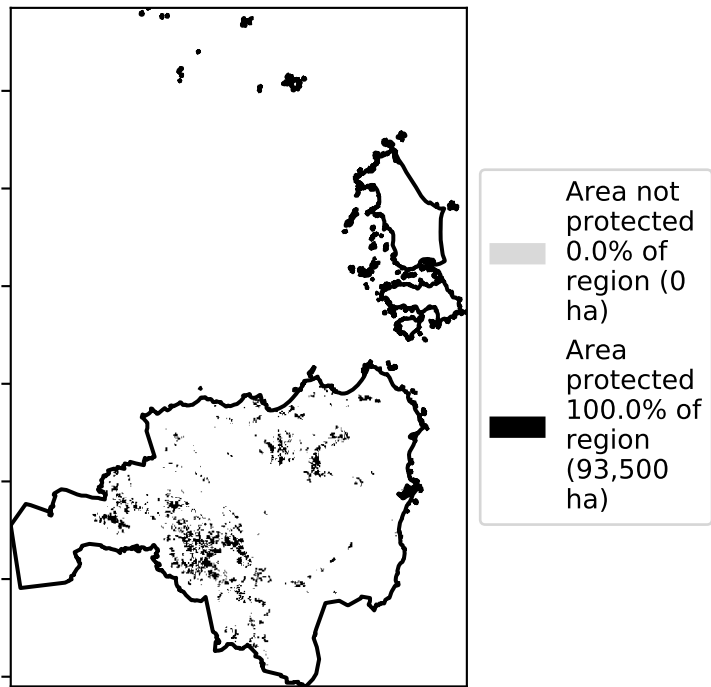 Area not
protected
0.0% of
region (0
ha)
Area
protected
100.0% of
region
(93,500
ha)